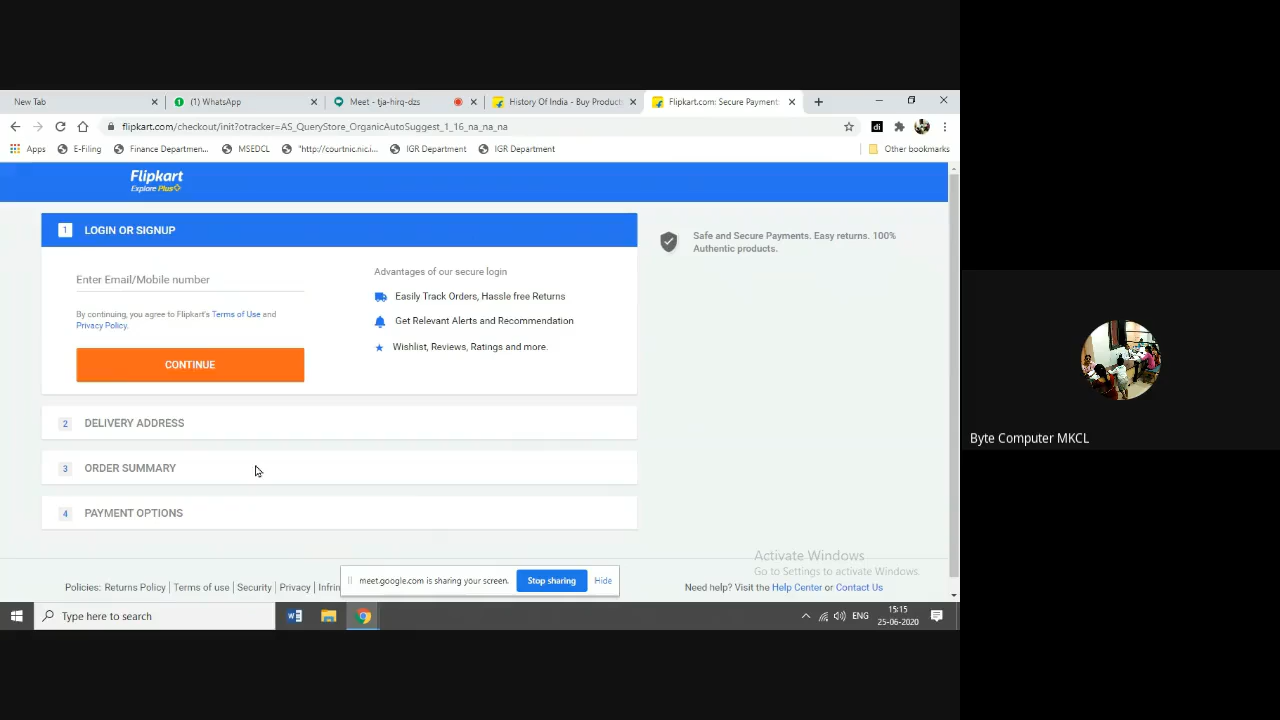 New Tab
(1) WhatsApp
Meet - tja-hirq-dzs
History Of India - Buy Product
Flipkart.com: Secure Payment
flipkart.com/checkout/init?otracker=AS_QueryStore_OrganicAutoSuggest_1_16_na_na_na
Apps E-Filing Finance Departmen... MSEDCL "http://courtnic.nic.i... IGR Department IGR Department Other bookmarks
Flipkart
Explore Plus
1 LOGIN OR SIGNUP
Enter Email/Mobile number
By continuing, you agree to Flipkart's Terms of Use and
Privacy Policy.
CONTINUE
Advantages of our secure login
Easily Track Orders, Hassle free Returns
Get Relevant Alerts and Recommendation
Wishlist, Reviews, Ratings and more.
Safe and Secure Payments. Easy returns. 100%
Authentic products.
2 DELIVERY ADDRESS
3 ORDER SUMMARY
4 PAYMENT OPTIONS
Activate Windows
Go to Settings to activate Windows.
Policies: Returns Policy | Terms of use | Security | Privacy | Infrin
meet.google.com is sharing your screen. Stop sharing Hide
Need help? Visit the Help Center or Contact Us
Type here to search
ENG
15:15
25-06-2020
Byte Computer MKCL